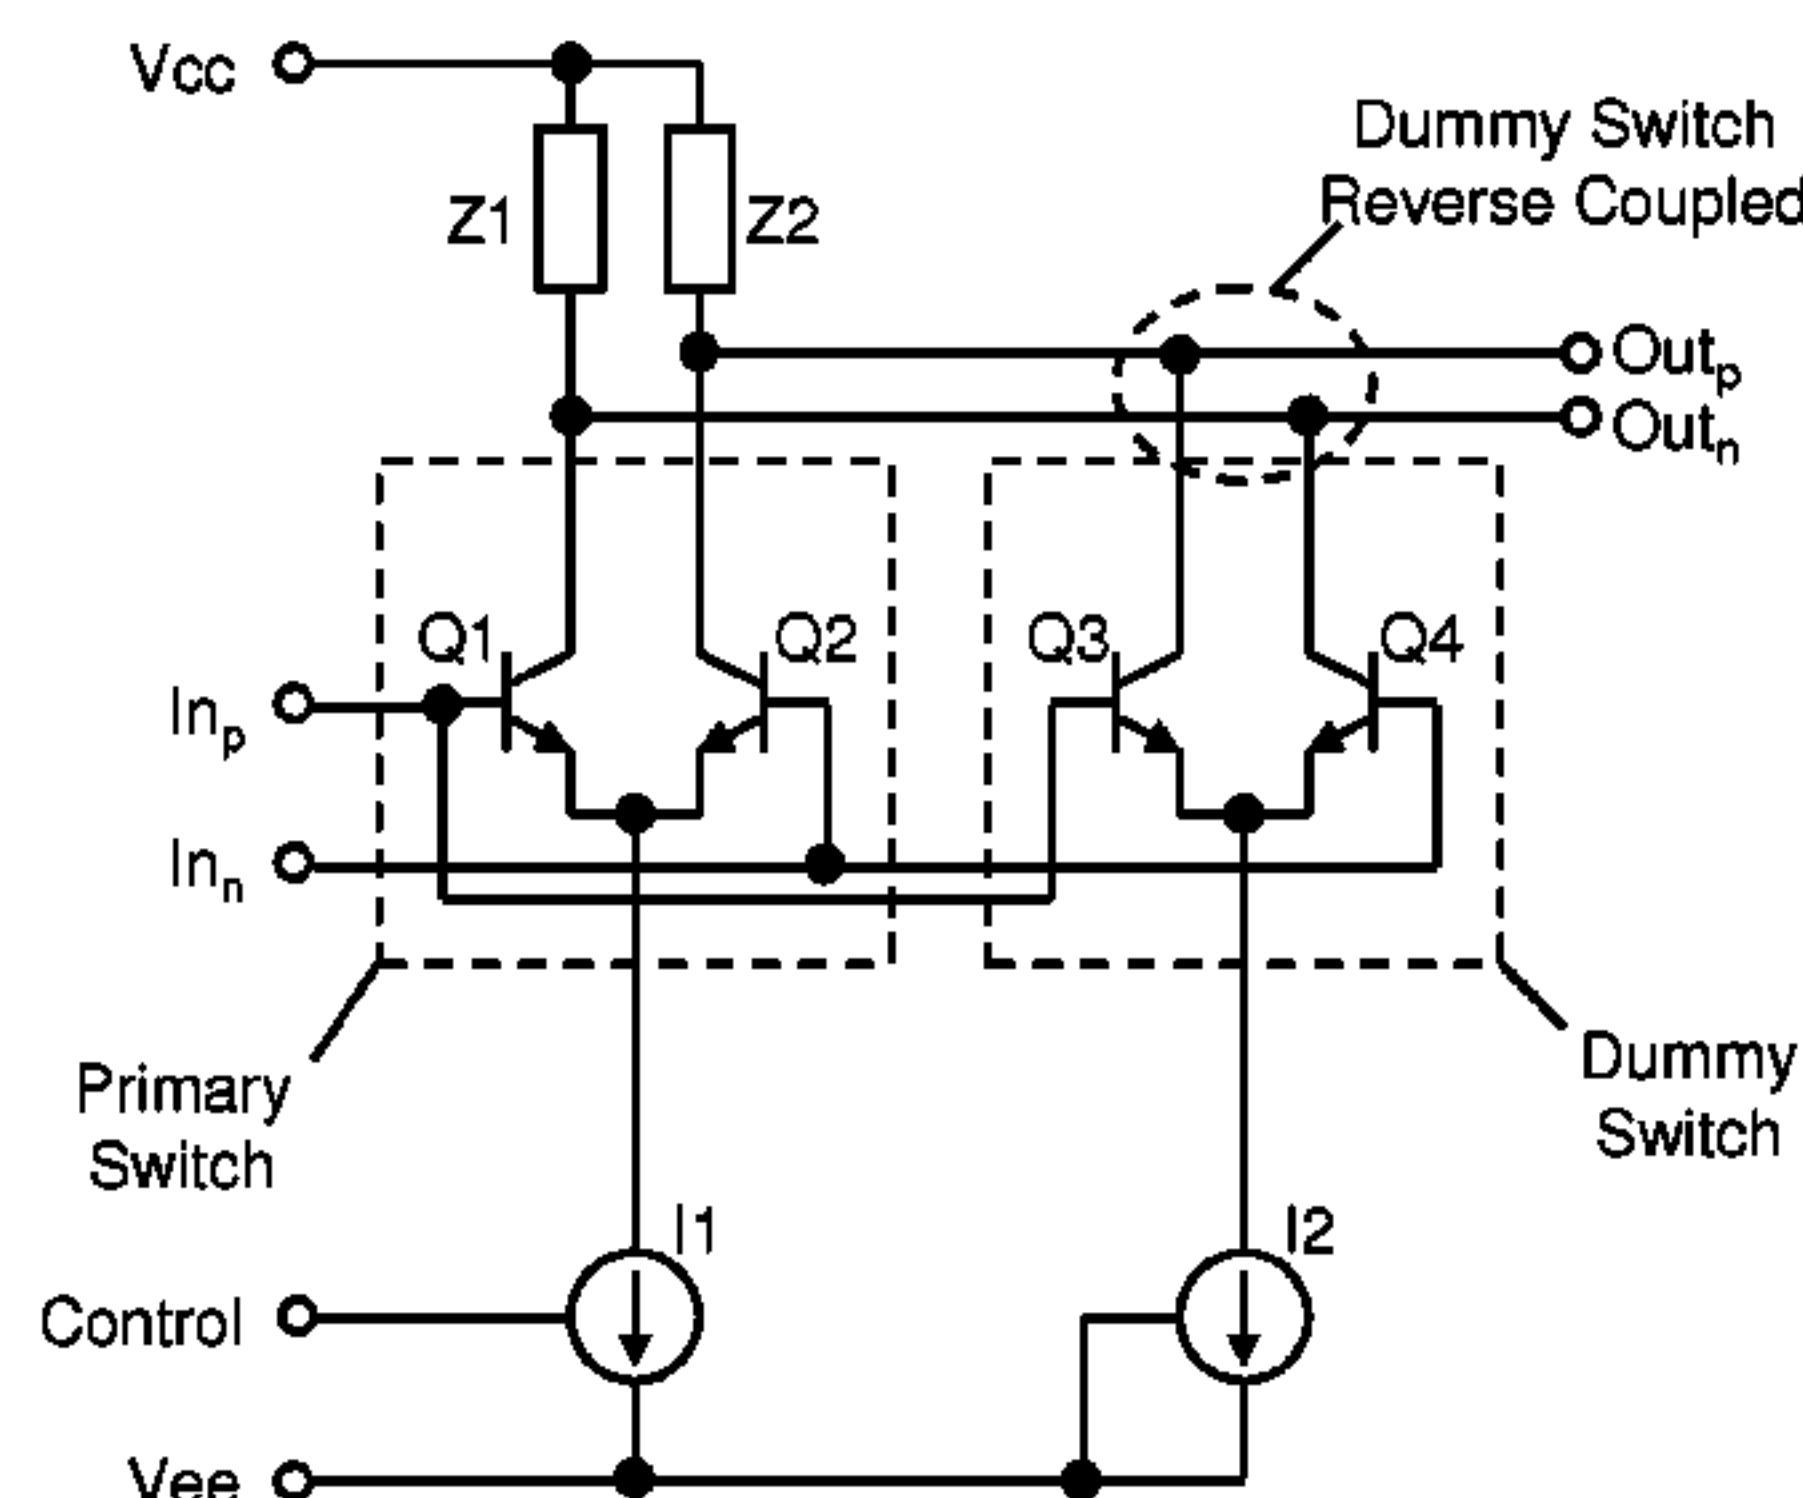 Vcc
Z1
Z2
Dummy Switch
Reverse Coupled
Outp
Outn
Q1
Q2
Q3
Q4
Inp
Inn
Primary
Switch
Dummy
Switch
I1
I2
Control
Vee